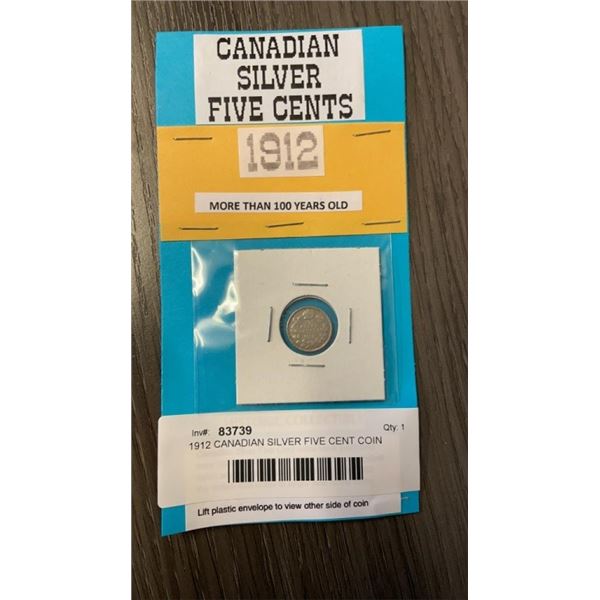 CANADIAN
SILVER
FIVE CENTS
1912
MORE THAN 100 YEARS OLD
Inv#: 83739 Qty: 1
1912 CANADIAN SILVER FIVE CENT COIN
Lift plastic envelope to view other side of coin